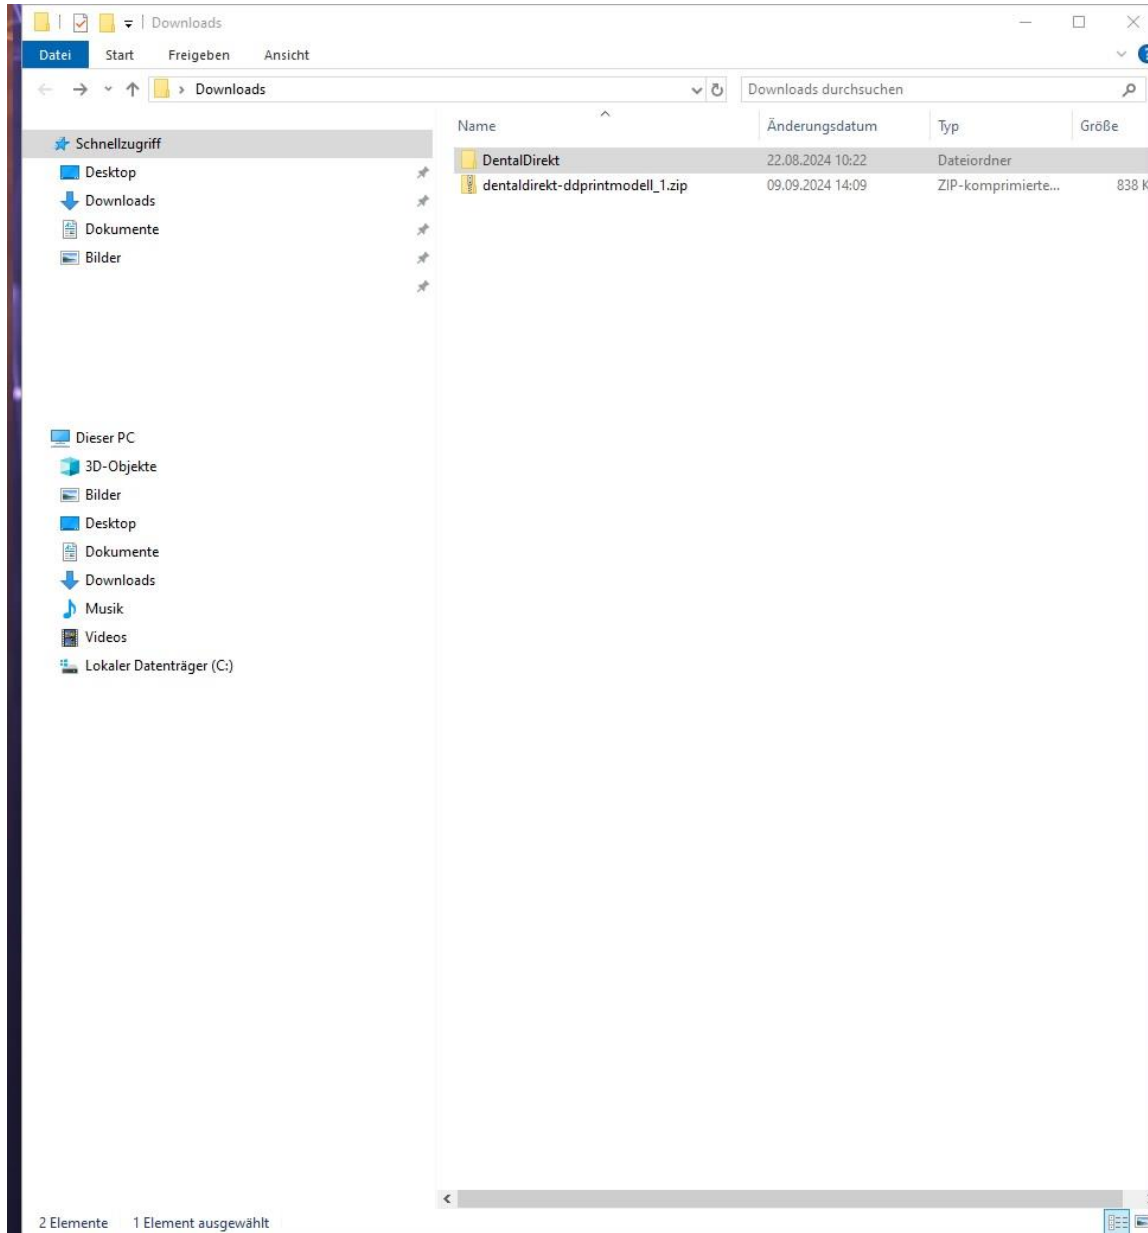 Downloads
Datei Start Freigeben Ansicht
Downloads
Downloads durchsuchen
Name Änderungsdatum Typ Größe
Schnellzugriff
Desktop
Downloads
Dokumente
Bilder
DentalDirekt 22.08.2024 10:22 Dateiordner
dentaldirekt-ddprintmodell_1.zip 09.09.2024 14:09 ZIP-komprimierte... 838 K
Dieser PC
3D-Objekte
Bilder
Desktop
Dokumente
Downloads
Musik
Videos
Lokaler Datenträger (C:)
2 Elemente 1 Element ausgewählt